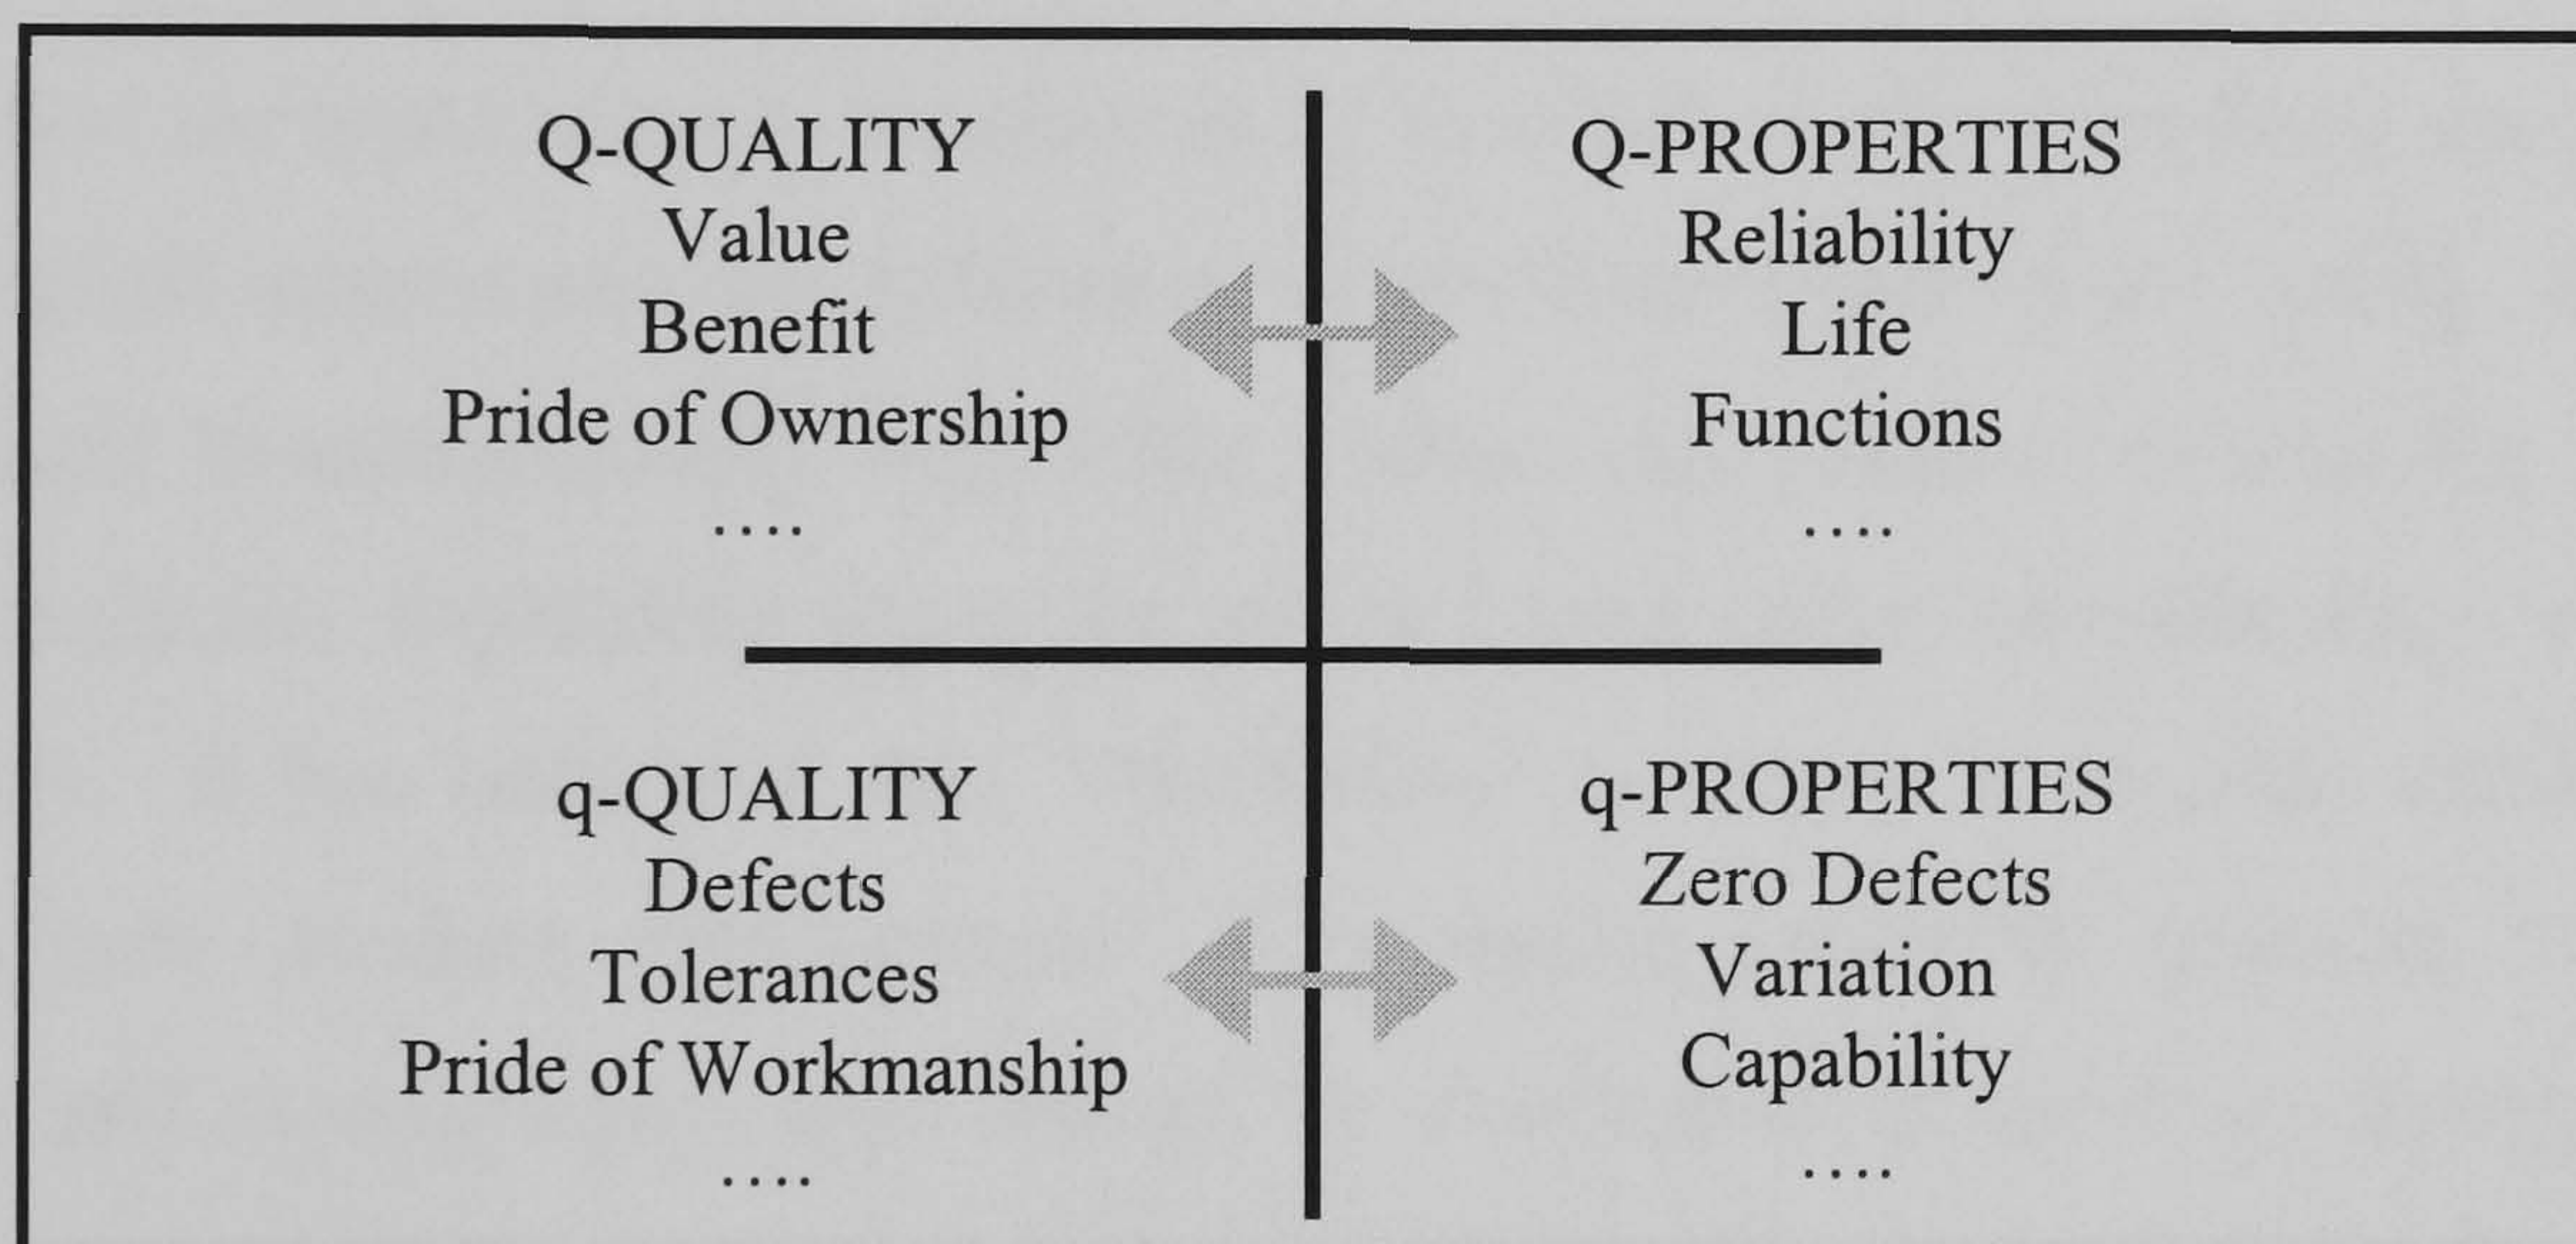 Q-QUALITY
Value
Benefit
Pride of Ownership
....
Q-PROPERTIES
Reliability
Life
Functions
....
q-QUALITY
Defects
Tolerances
Pride of Workmanship
....
q-PROPERTIES
Zero Defects
Variation
Capability
....